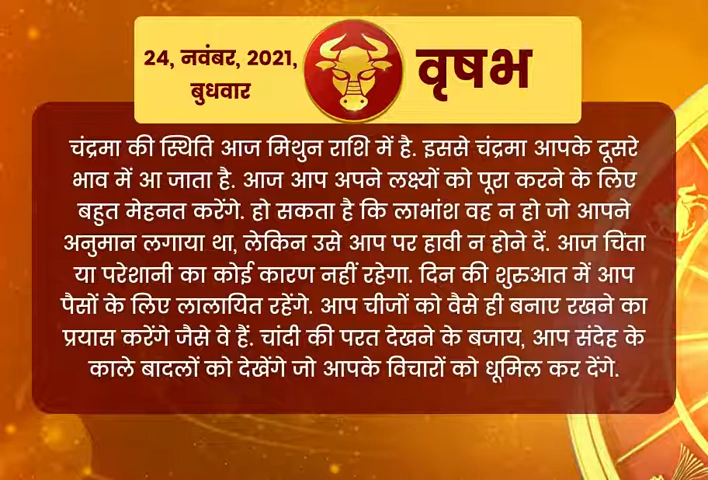 24, नवंबर, 2021,
बुधवार
वृषभ
चंद्रमा की स्थिति आज मिथुन राशि में है. इससे चंद्रमा आपके दूसरे
भाव में आ जाता है. आज आप अपने लक्ष्यों को पूरा करने के लिए
बहुत मेहनत करेंगे. हो सकता है कि लाभांश वह न हो जो आपने
अनुमान लगाया था, लेकिन उसे आप पर हावी न होने दें. आज चिंता
या परेशानी का कोई कारण नहीं रहेगा. दिन की शुरुआत में आप
पैसों के लिए लालायित रहेंगे. आप चीजों को वैसे ही बनाए रखने का
प्रयास करेंगे जैसे वे हैं. चांदी की परत देखने के बजाय, आप संदेह के
काले बादलों को देखेंगे जो आपके विचारों को धूमिल कर देंगे.